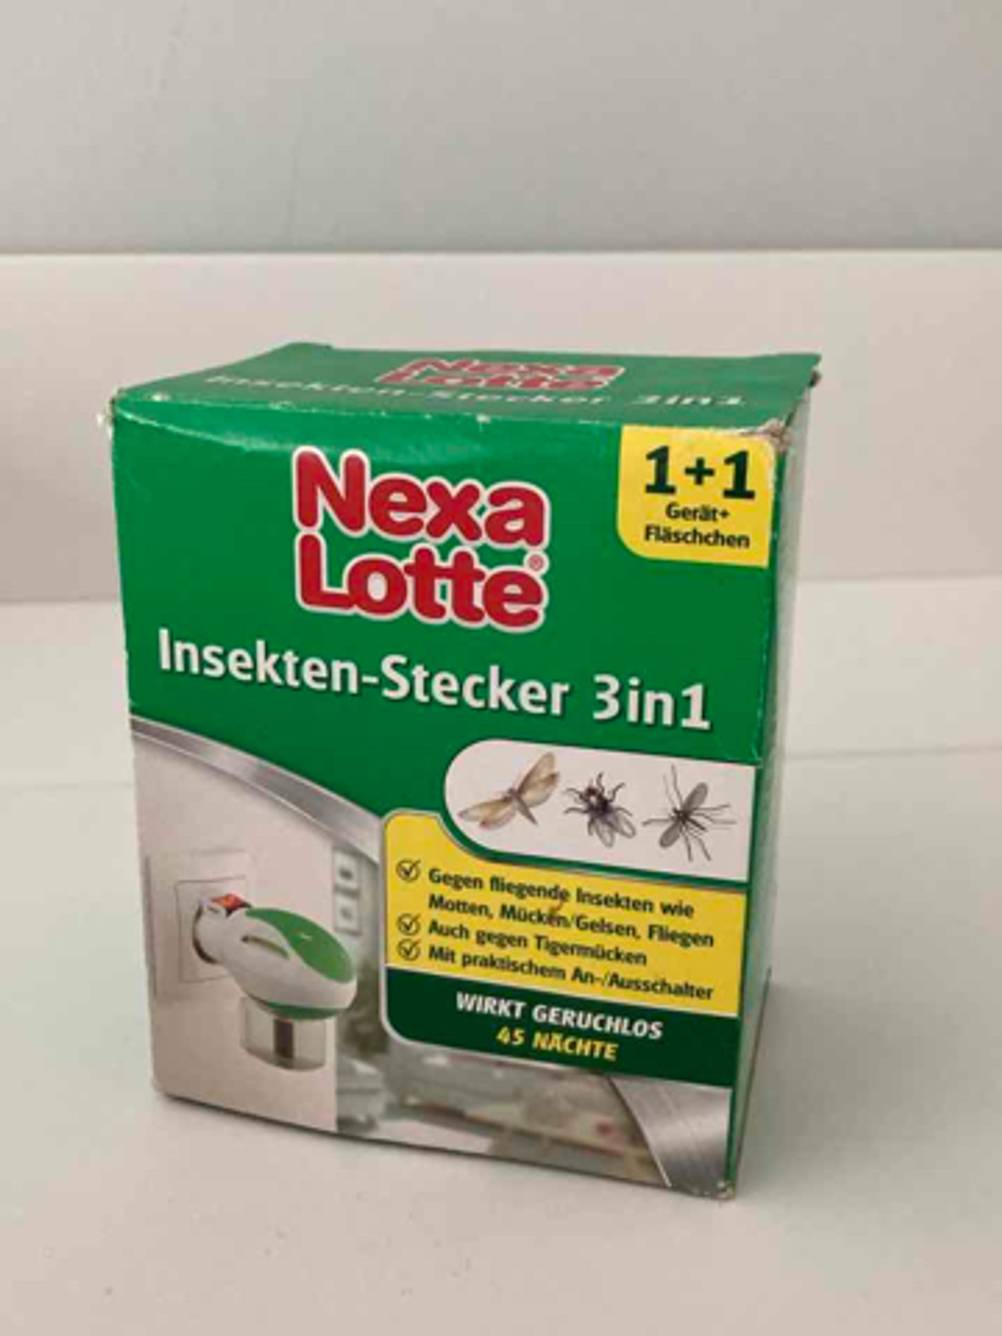 Nexa
Lotte
Insekten-Stecker 3in1
1+1
Gerät+
Fläschchen
Nexa
Lotte®
Insekten-Stecker 3in1
Gegen fliegende Insekten wie
Motten, Mücken/Gelsen, Fliegen
Auch gegen Tigermücken
Mit praktischem An-/Ausschalter
WIRKT GERUCHLOS
45 NÄCHTE